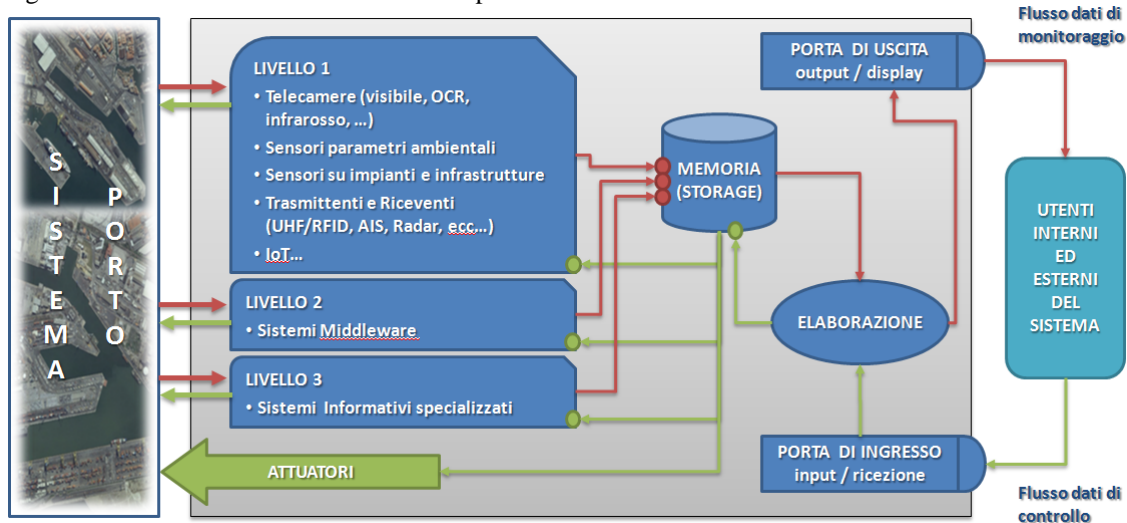 SISTEMA
PORTO
LIVELLO 1
• Telecamere (visibile, OCR,
infrarosso, ...)
• Sensori parametri ambientali
• Sensori su impianti e infrastrutture
• Trasmittenti e Riceventi
(UHF/RFID, AIS, Radar, ecc...)
• IoT...
LIVELLO 2
• Sistemi Middleware
LIVELLO 3
• Sistemi Informativi specializzati
ATTUATORI
MEMORIA
(STORAGE)
ELABORAZIONE
PORTA DI USCITA
output / display
PORTA DI INGRESSO
input / ricezione
Flusso dati di
monitoraggio
UTENTI
INTERNI
ED
ESTERNI
DEL
SISTEMA
Flusso dati di
controllo